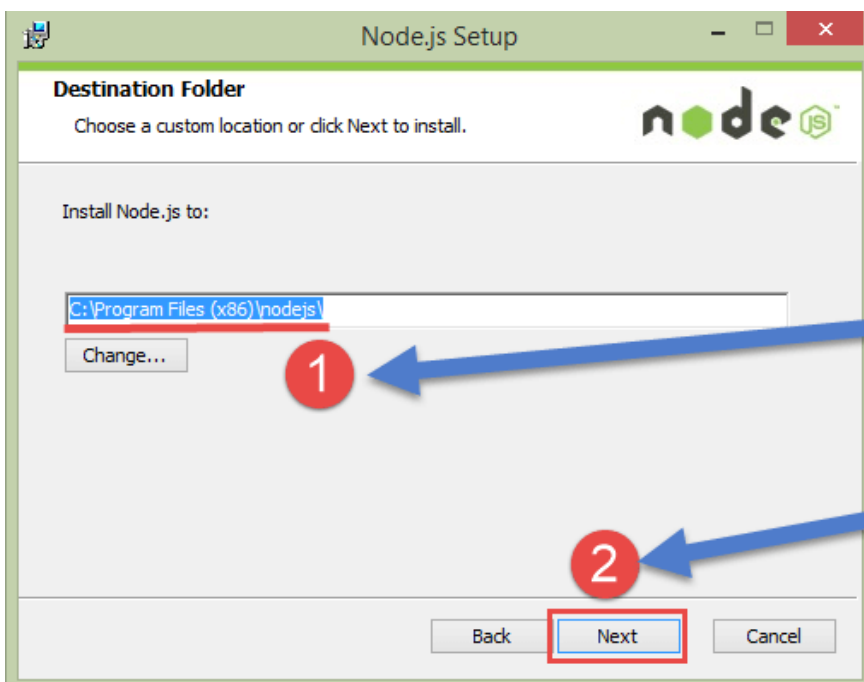 Node.js Setup
Destination Folder
Choose a custom location or click Next to install.
node JS
Install Node.js to:
C:\Program Files (x86)\nodejs\
Change...
1
2
Back Next Cancel